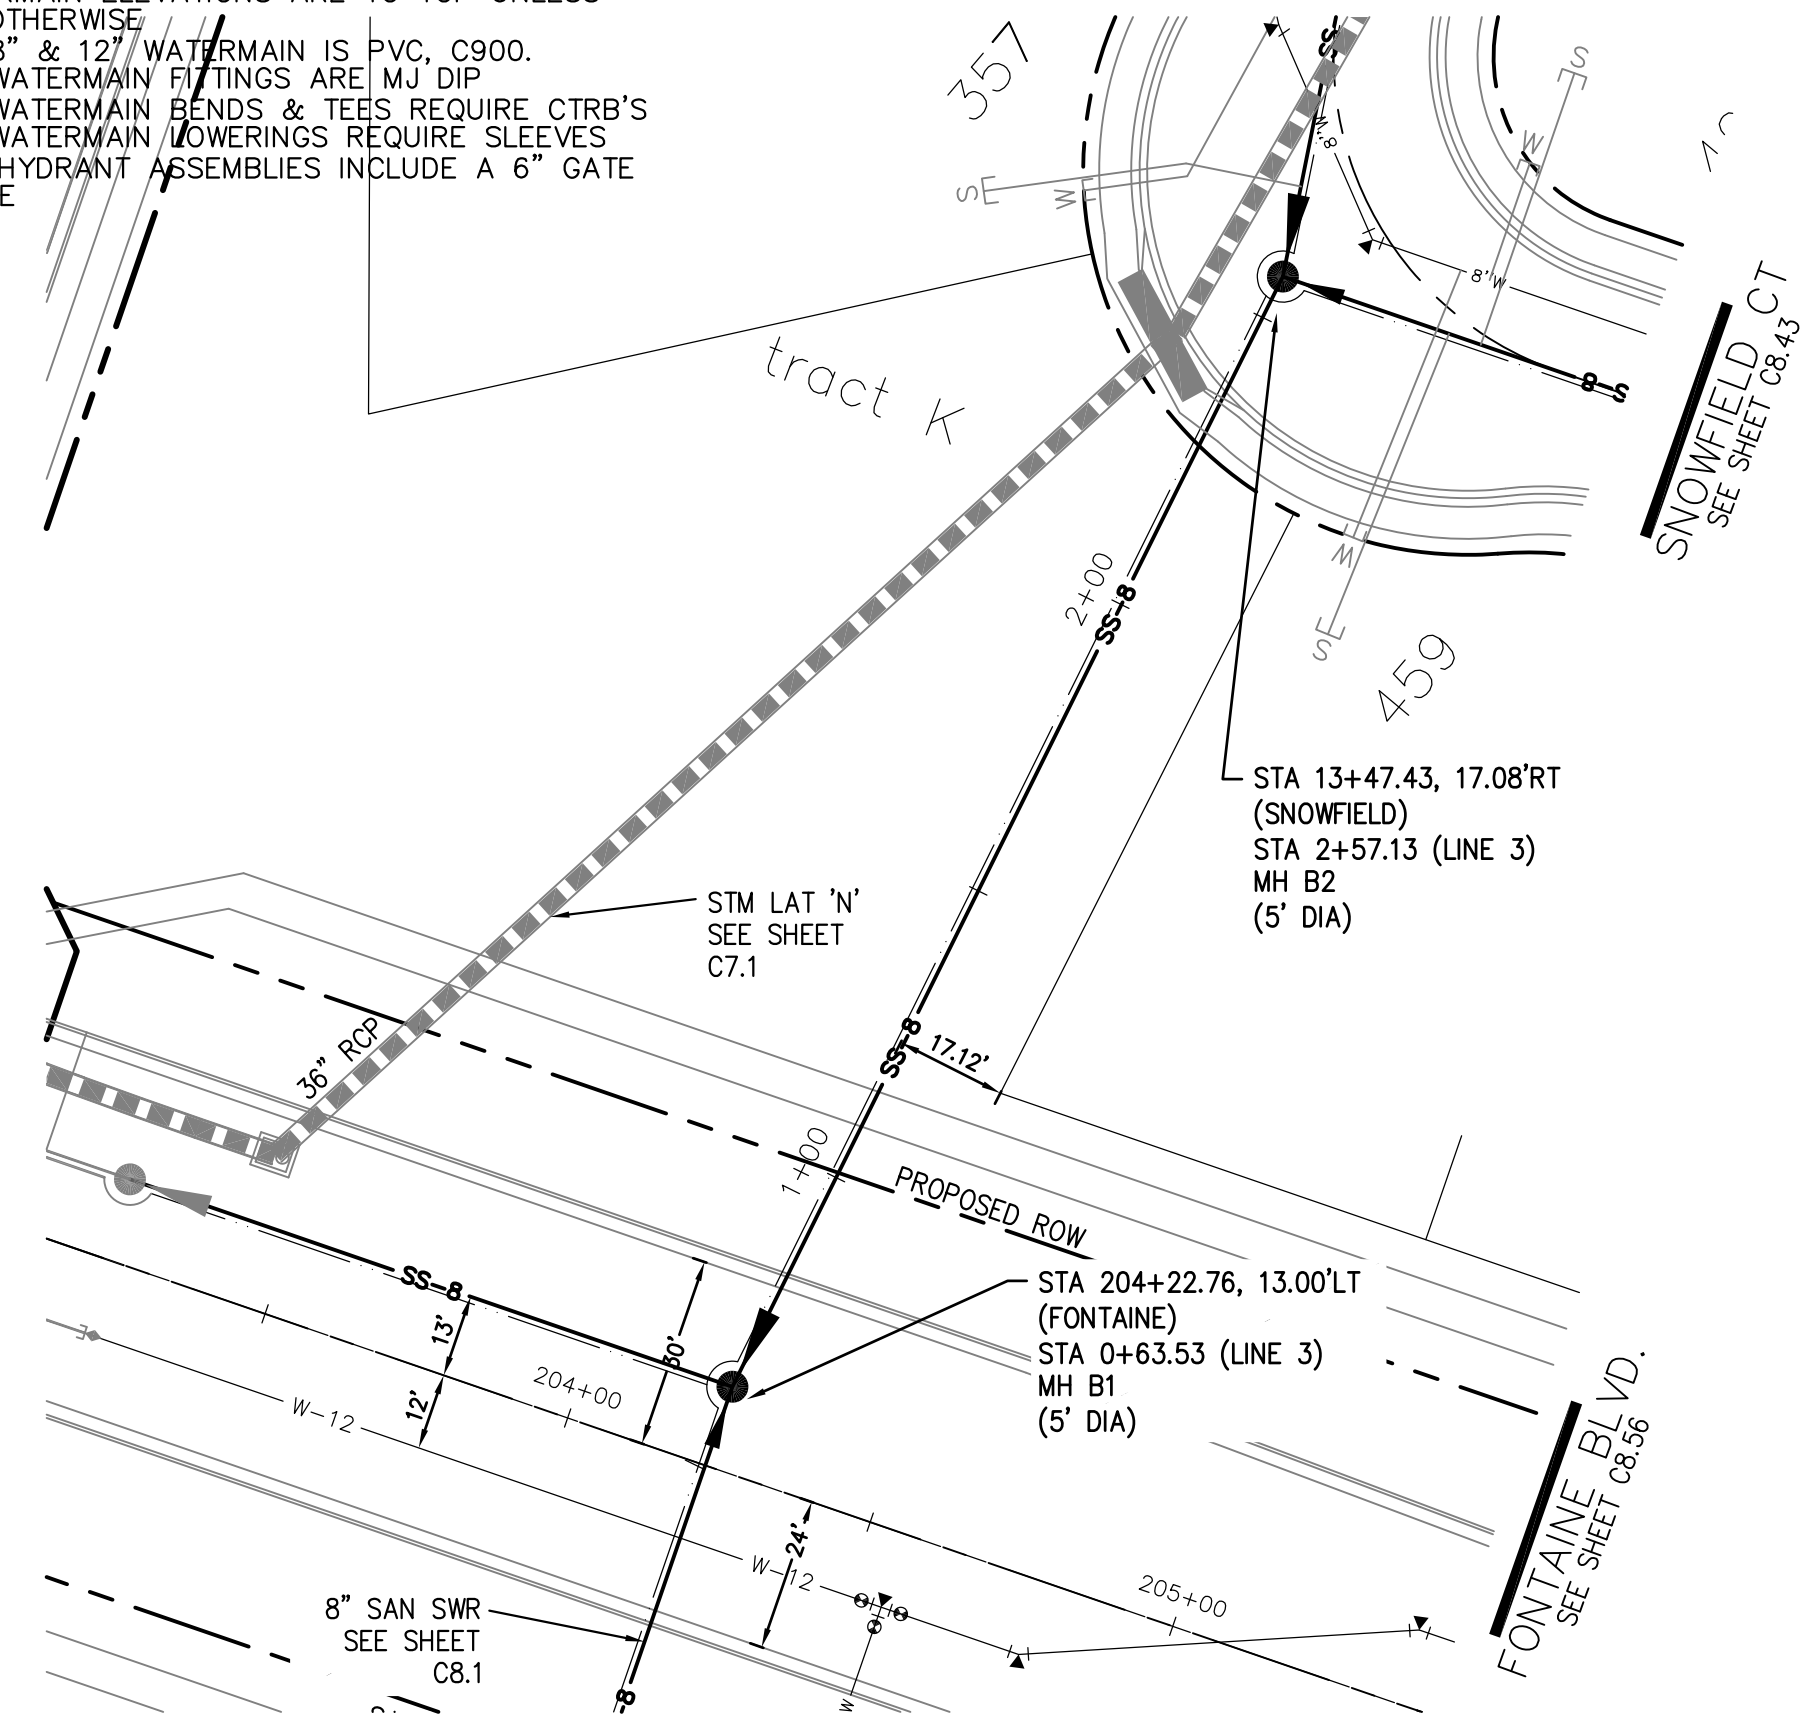 OTHERWISE
8" & 12" WATERMAIN IS PVC, C900.
WATERMAIN FITTINGS ARE MJ DIP
WATERMAIN BENDS & TEES REQUIRE CTRB'S
WATERMAIN LOWERINGS REQUIRE SLEEVES
HYDRANT ASSEMBLIES INCLUDE A 6" GATE
357
SS
8"W
S
W
S
W
8"W
8-S
SNOWFIELD CT
SEE SHEET C8.43
tract K
2+00
SS-8
W
S
459
STA 13+47.43, 17.08'RT
(SNOWFIELD)
STA 2+57.13 (LINE 3)
MH B2
(5' DIA)
STM LAT 'N'
SEE SHEET
C7.1
36" RCP
SS-8
17.12'
1+00
PROPOSED ROW
STA 204+22.76, 13.00'LT
(FONTAINE)
STA 0+63.53 (LINE 3)
MH B1
(5' DIA)
SS-8
13'
30'
12'
204+00
W-12
24'
W-12
205+00
FONTAINE BLVD.
SEE SHEET C8.56
8" SAN SWR
SEE SHEET
C8.1
-8
W